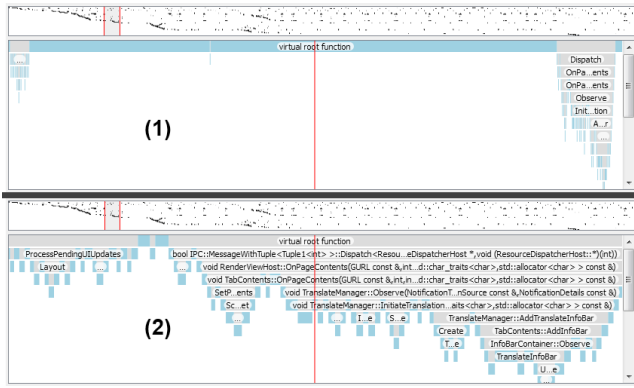 virtual root function
... Dispatch
OnPa...ents
OnPa...ents
Observe
Init...tion
A...r
...
(1)
virtual root function
ProcessPendingUIUpdates bool IPC::MessageWithTuple<Tuple1<int> >::Dispatch<Resou...eDispatcherHost *,void (ResourceDispatcherHost::*)(int)>
Layout ... ... void RenderViewHost::OnPageContents(GURL const &,int...d::char_traits<char>,std::allocator<char> > const &)
void TabContents::OnPageContents(GURL const &,int,in...d::char_traits<char>,std::allocator<char> > const &)
SetP...ents void TranslateManager::Observe(NotificationT...nSource const &,NotificationDetails const &)
Sc...et void TranslateManager::InitiateTranslation...aits<char>,std::allocator<char> > const &)
... ... I...e S...e TranslateManager::AddTranslateInfoBar
(2) Create TabContents::AddInfoBar
T...e InfoBarContainer::Observe
TranslateInfoBar
U...e
...